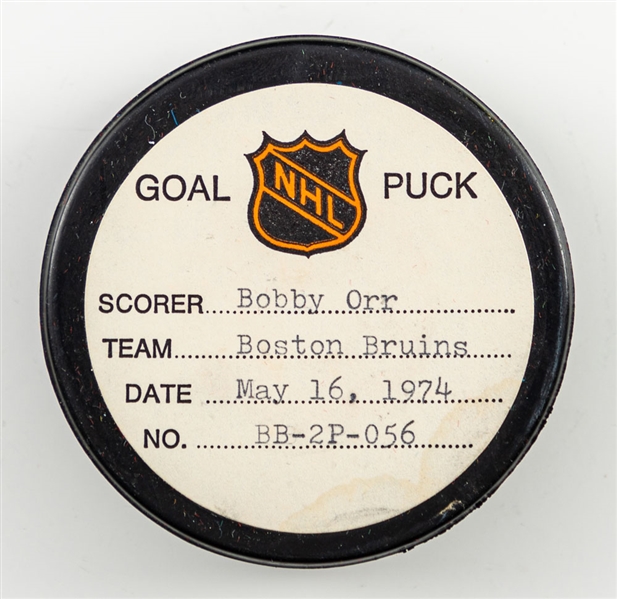 GOAL NHL PUCK
SCORER Bobby Orr
TEAM Boston Bruins
DATE May 16, 1974
NO. BB-2P-056